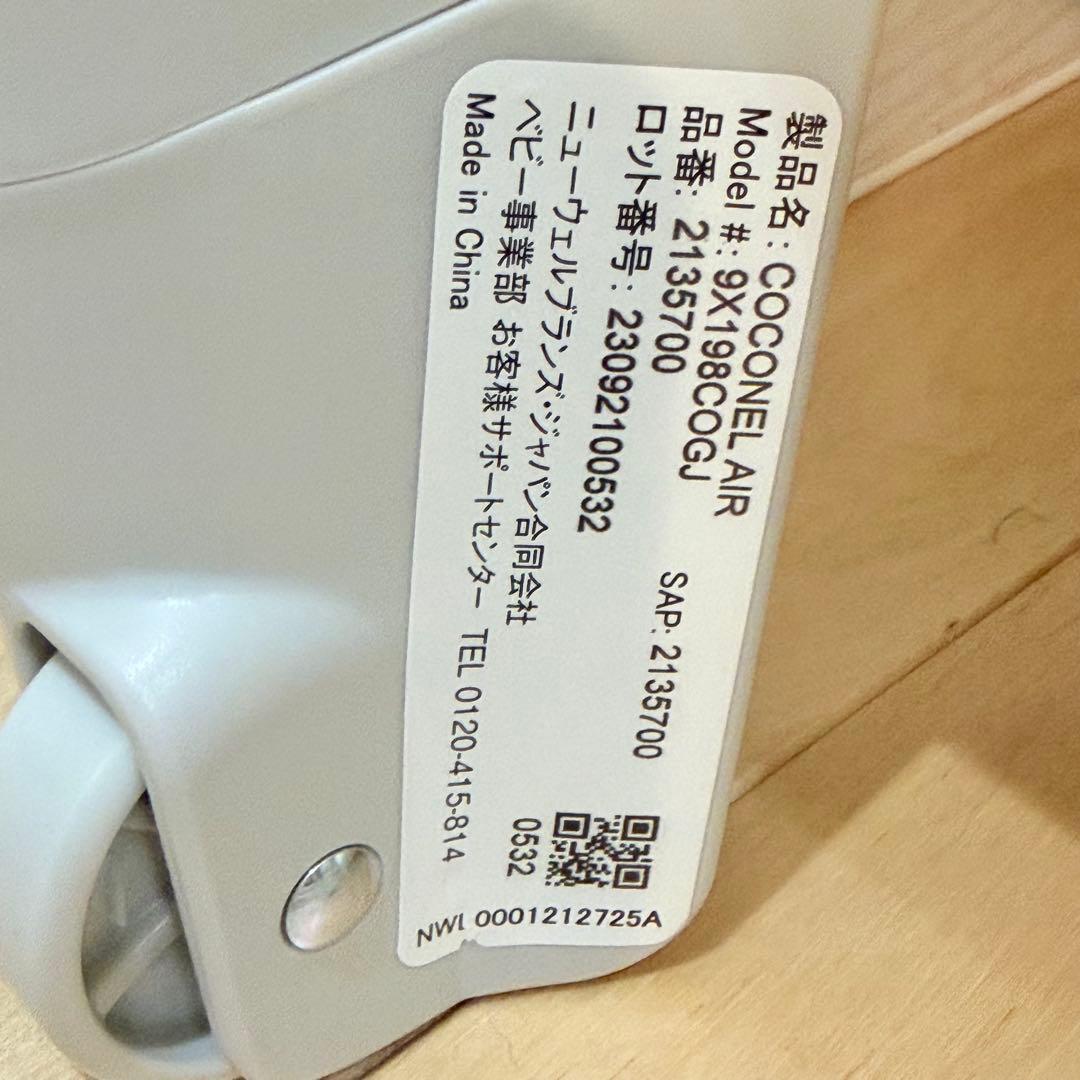 製品名: COCONEL AIR
Model #: 9X198COGJ
品番: 2135700
SAP: 2135700
ロット番号: 23092100532
ニューウェルブランズ・ジャパン合同会社
ベビー事業部 お客様サポートセンター TEL 0120-415-814
Made in China
0532
NWL 0001212725A